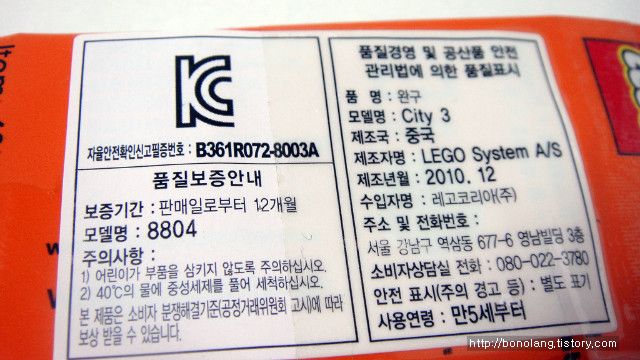 KC
자율안전확인신고필증번호 : B361R072-8003A
품질보증안내
보증기간 : 판매일로부터 12개월
모델명 : 8804
주의사항 :
1) 어린이가 부품을 삼키지 않도록 주의하십시오.
2) 40℃의 물에 중성세제를 풀어 세척하십시오.
본 제품은 소비자 분쟁해결기준(공정거래위원회 고시)에 따라
보상 받을 수 있습니다.
품질경영 및 공산품 안전
관리법에 의한 품질표시
품 명 : 완구
모델명 : City 3
제조국 : 중국
제조자명 : LEGO System A/S
제조년월 : 2010. 12
수입자명 : 레고코리아(주)
주소 및 전화번호 :
서울 강남구 역삼동 677-6 영남빌딩 3층
소비자상담실 전화 : 080-022-3780
안전 표시(주의 경고 등) : 별도 표기
사용연령 : 만5세부터
http://bonolang.tistory.com